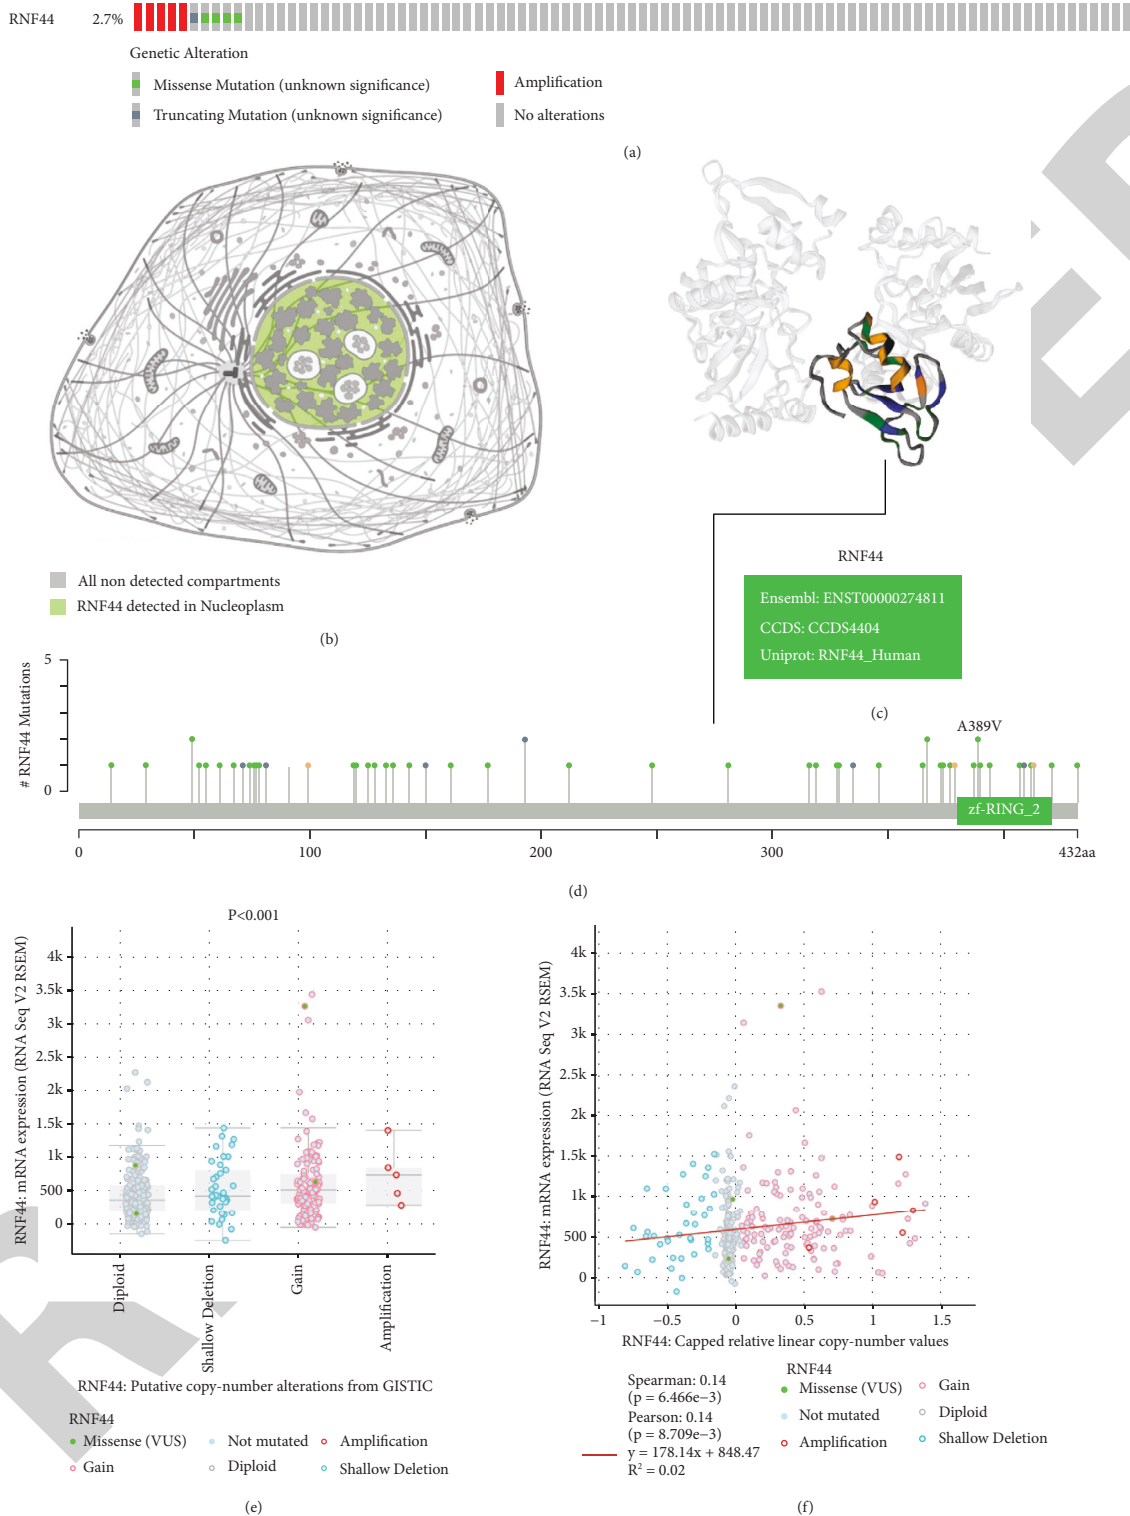 RNF44 2.7%
Genetic Alteration
Missense Mutation (unknown significance)
Amplification
Truncating Mutation (unknown significance)
No alterations
(a)
All non detected compartments
RNF44 detected in Nucleoplasm
(b)
RNF44
Ensembl: ENST00000274811
CCDS: CCDS4404
Uniprot: RNF44_Human
(c)
# RNF44 Mutations
5
0
A389V
zf-RING_2
0 100 200 300 432aa
(d)
P<0.001
RNF44: mRNA expression (RNA Seq V2 RSEM)
4k
3.5k
3k
2.5k
2k
1.5k
1k
500
0
Diploid
Shallow Deletion
Gain
Amplification
RNF44: Putative copy-number alterations from GISTIC
RNF44
Missense (VUS)
Not mutated
Amplification
Gain
Diploid
Shallow Deletion
(e)
RNF44: mRNA expression (RNA Seq V2 RSEM)
4k
3.5k
3k
2.5k
2k
1.5k
1k
500
0
−1 −0.5 0 0.5 1 1.5
RNF44: Capped relative linear copy-number values
Spearman: 0.14
(p = 6.466e−3)
Pearson: 0.14
(p = 8.709e−3)
y = 178.14x + 848.47
R² = 0.02
RNF44
Missense (VUS)
Not mutated
Amplification
Gain
Diploid
Shallow Deletion
(f)